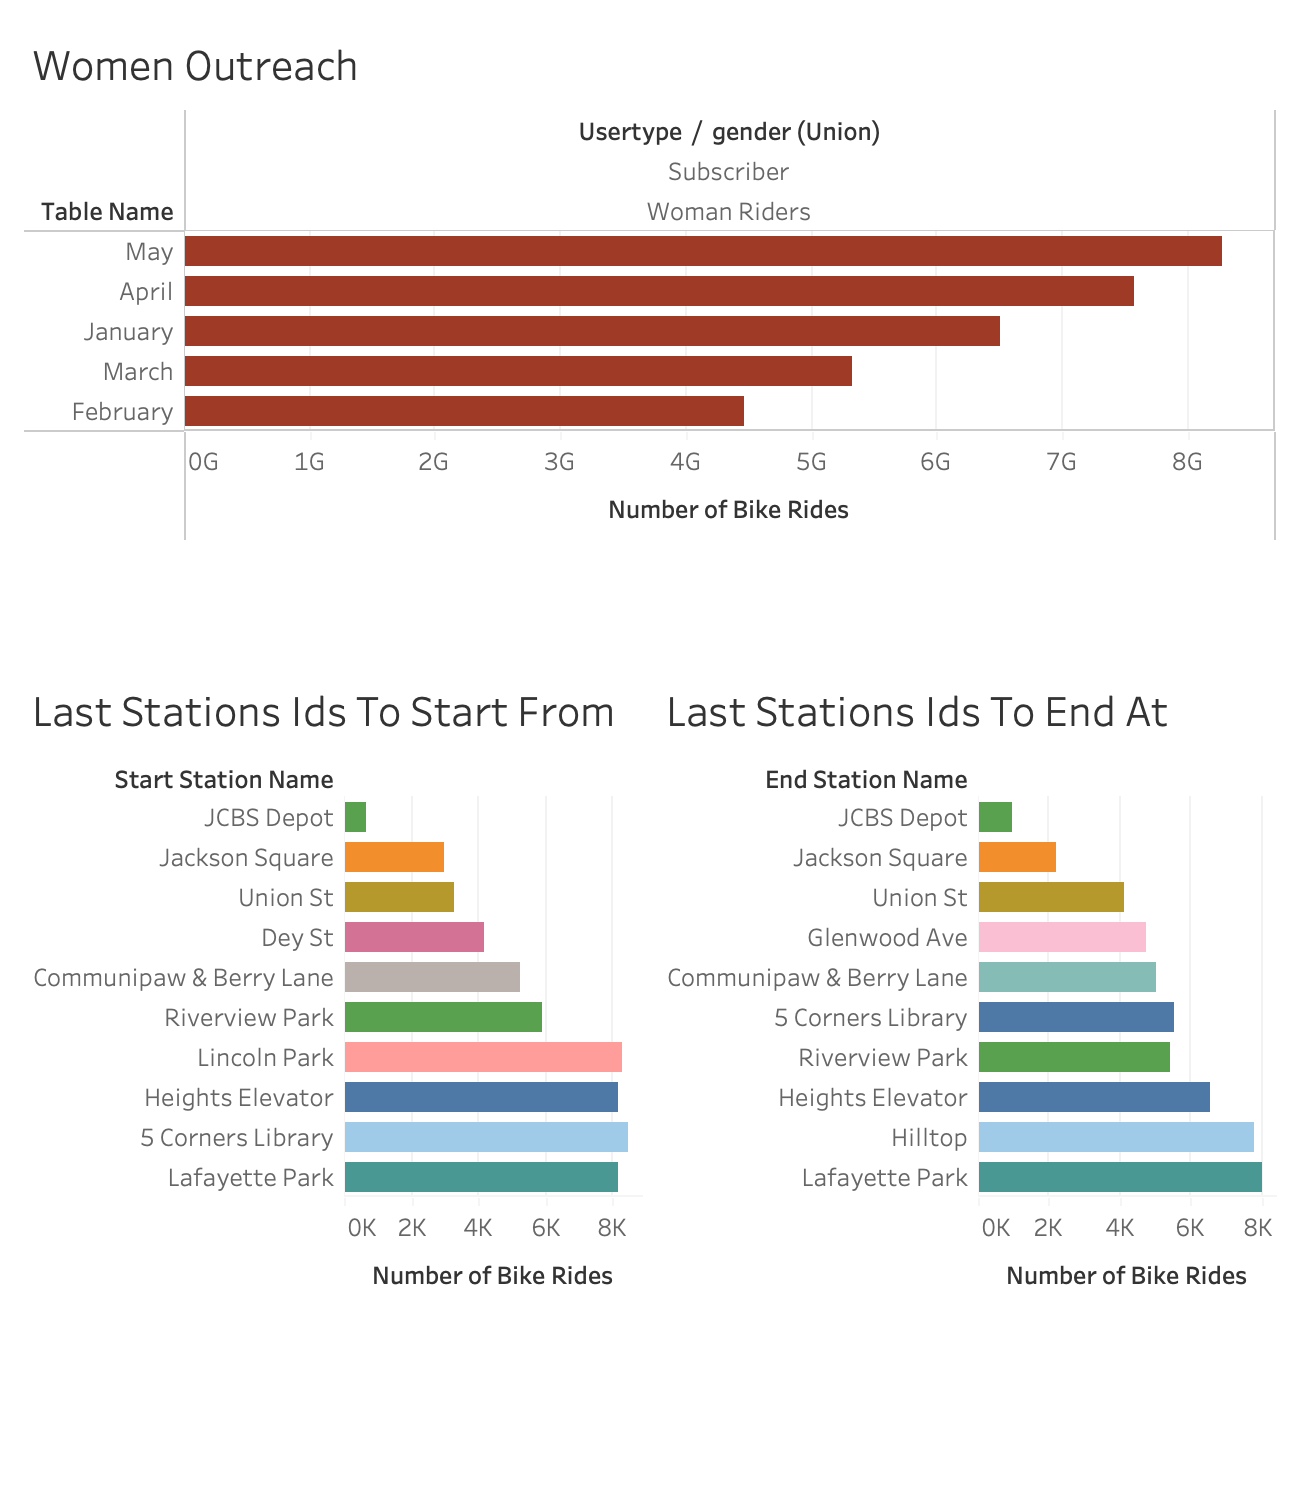 Women Outreach
Usertype / gender (Union)
Subscriber
Table Name
Woman Riders
May
April
January
March
February
0G 1G 2G 3G 4G 5G 6G 7G 8G
Number of Bike Rides
Last Stations Ids To Start From
Start Station Name
JCBS Depot
Jackson Square
Union St
Dey St
Communipaw & Berry Lane
Riverview Park
Lincoln Park
Heights Elevator
5 Corners Library
Lafayette Park
0K 2K 4K 6K 8K
Number of Bike Rides
Last Stations Ids To End At
End Station Name
JCBS Depot
Jackson Square
Union St
Glenwood Ave
Communipaw & Berry Lane
5 Corners Library
Riverview Park
Heights Elevator
Hilltop
Lafayette Park
0K 2K 4K 6K 8K
Number of Bike Rides